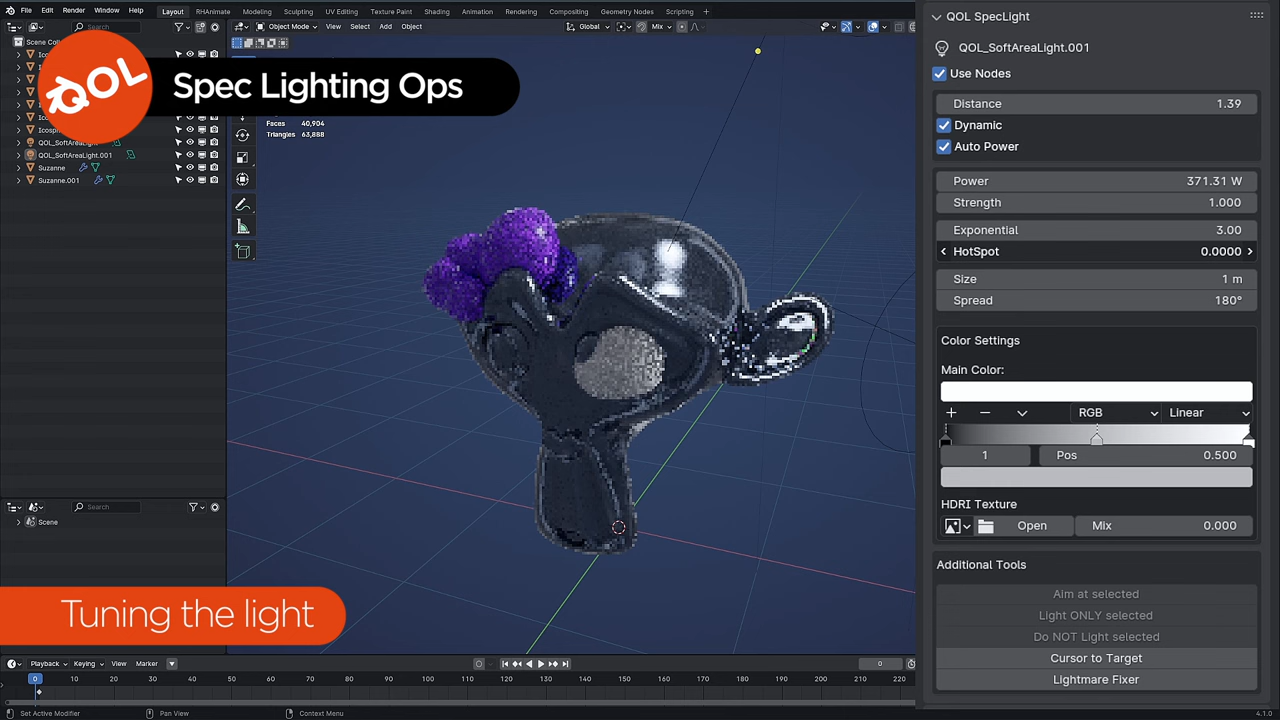 File Edit Render Window Help Layout RHAnimate Modeling Sculpting UV Editing Texture Paint Shading Animation Rendering Compositing Geometry Nodes Scripting
Search
Object Mode View Select Add Object Global Mix
Scene Coll
QOL
Spec Lighting Ops
Faces 40,904
Triangles 63,888
Icosph
QOL_SoftAreaLight.001
Suzanne
Suzanne.001
Search
Scene
Tuning the light
Playback Keying View Marker 0
0 10 20 30 40 50 60 70 80 90 100 110 120 130 140 150 160 170 180 190 200 210 220
Set Active Modifier Pan View Context Menu 4.1.0
QOL SpecLight
QOL_SoftAreaLight.001
Use Nodes
Distance 1.39
Dynamic
Auto Power
Power 371.31 W
Strength 1.000
Exponential 3.00
HotSpot 0.0000
Size 1 m
Spread 180°
Color Settings
Main Color:
RGB Linear
1 Pos 0.500
HDRI Texture
Open Mix 0.000
Additional Tools
Aim at selected
Light ONLY selected
Do NOT Light selected
Cursor to Target
Lightmare Fixer